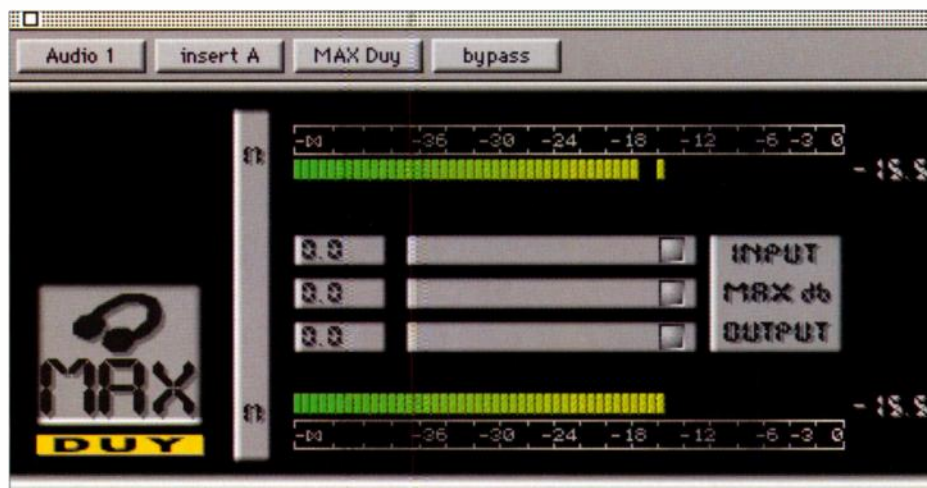 Audio 1 insert A MAX Duy bypass
-∞ -36 -30 -24 -18 -12 -6 -3 0
0.0 INPUT
0.0 MAX db
0.0 OUTPUT
MAX
DUY
-∞ -36 -30 -24 -18 -12 -6 -3 0